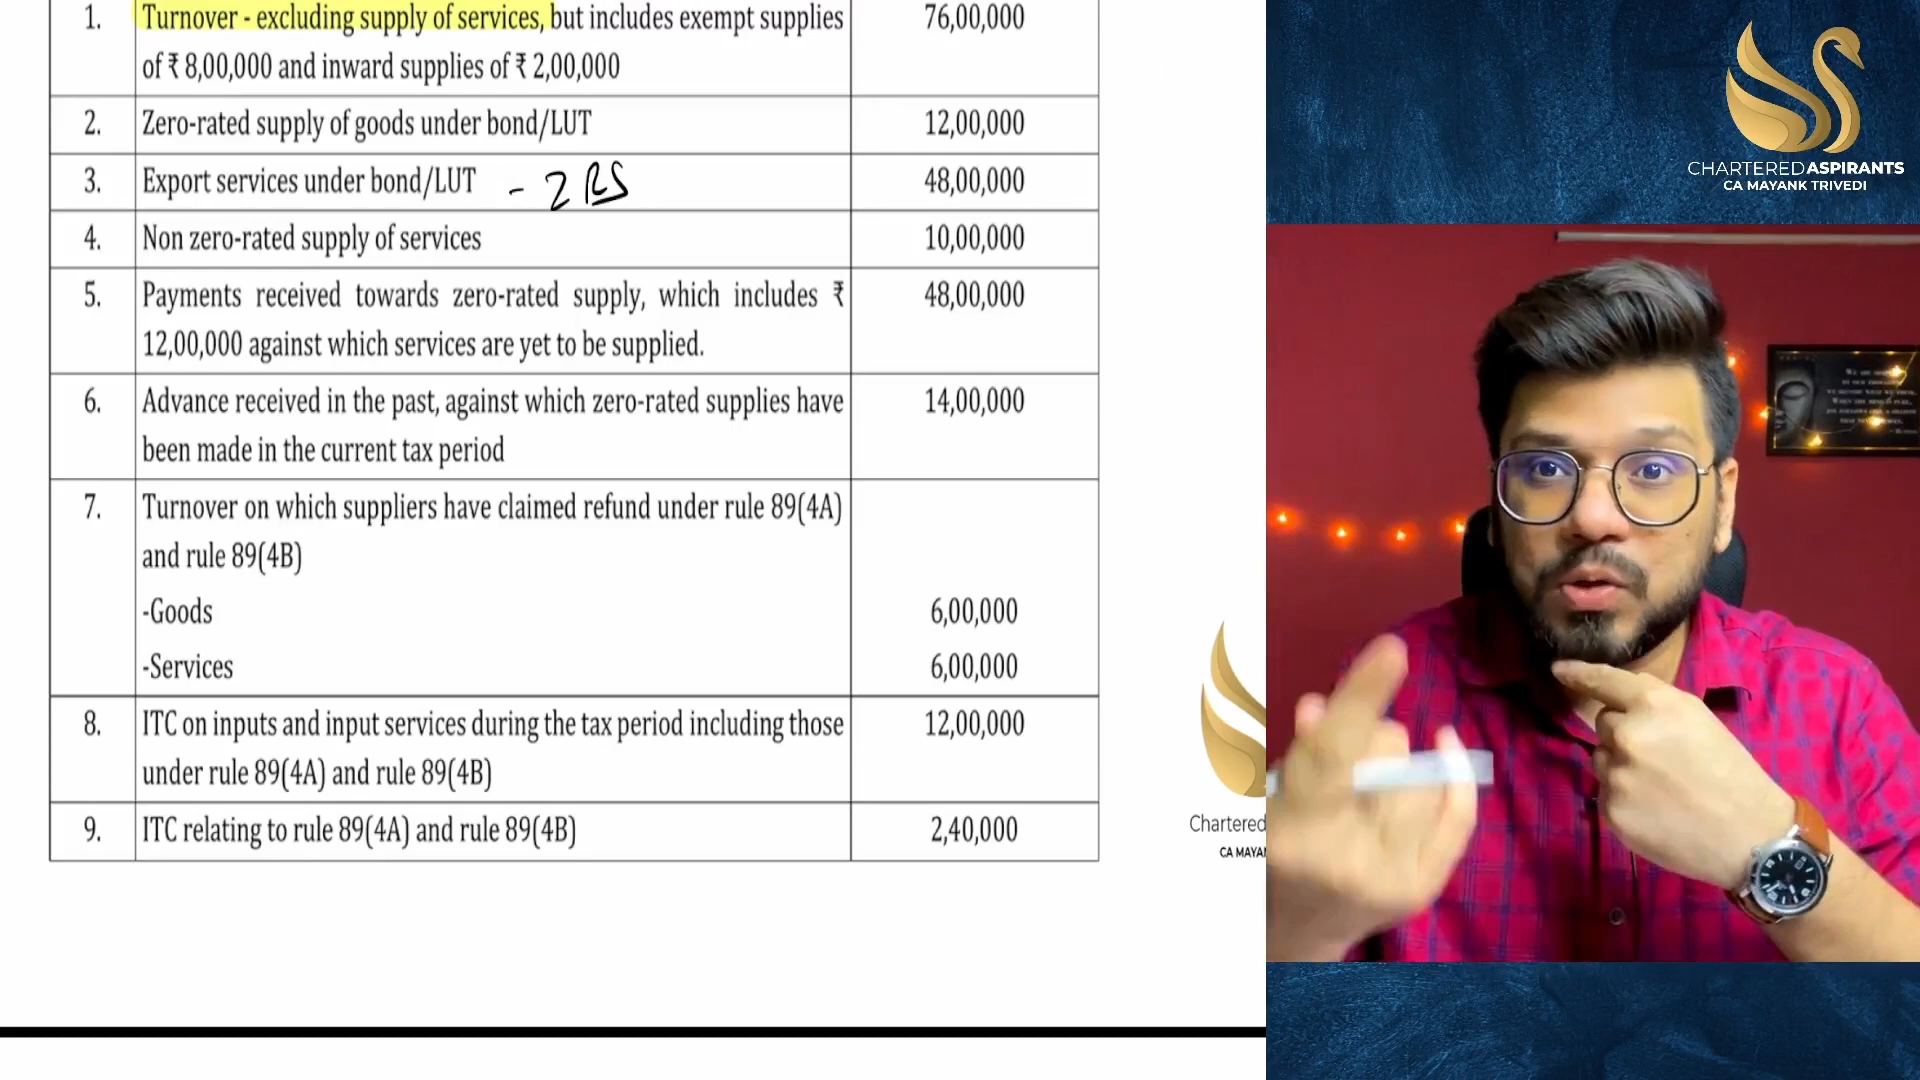 1. Turnover - excluding supply of services, but includes exempt supplies 76,00,000
of ₹ 8,00,000 and inward supplies of ₹ 2,00,000
2. Zero-rated supply of goods under bond/LUT 12,00,000
3. Export services under bond/LUT - ZRS 48,00,000
4. Non zero-rated supply of services 10,00,000
5. Payments received towards zero-rated supply, which includes ₹ 48,00,000
12,00,000 against which services are yet to be supplied.
6. Advance received in the past, against which zero-rated supplies have 14,00,000
been made in the current tax period
7. Turnover on which suppliers have claimed refund under rule 89(4A)
and rule 89(4B)
-Goods 6,00,000
-Services 6,00,000
8. ITC on inputs and input services during the tax period including those 12,00,000
under rule 89(4A) and rule 89(4B)
9. ITC relating to rule 89(4A) and rule 89(4B) 2,40,000
Chartered
CA MAYA
CHARTERED ASPIRANTS
CA MAYANK TRIVEDI